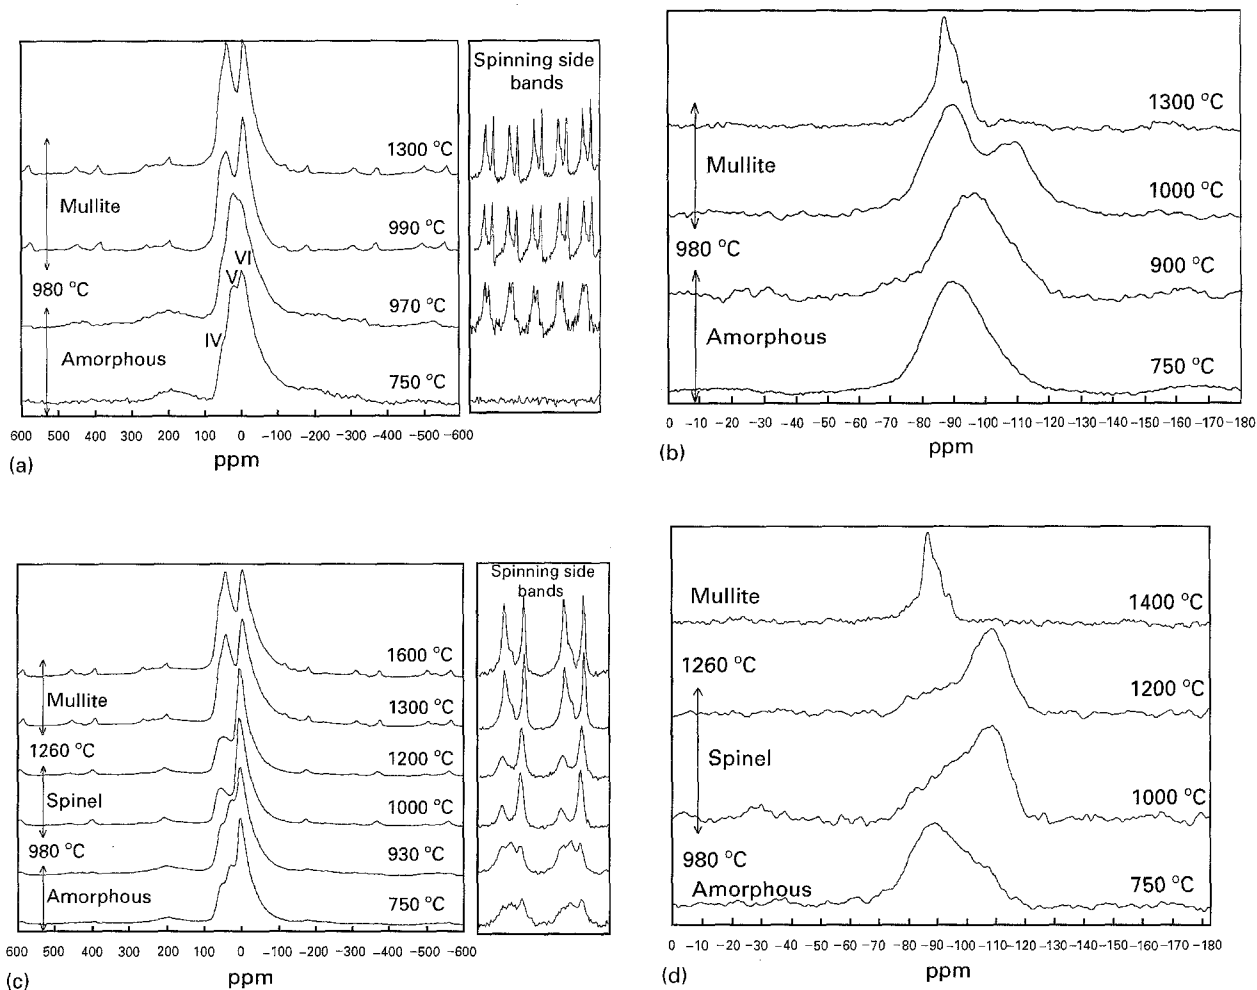 Spinning side
bands
1300 °C
Mullite
990 °C
VI
V
980 °C
970 °C
IV
Amorphous
750 °C
600 500 400 300 200 100 0 −100 −200 −300 −400 −500 −600
ppm
(a)
1300 °C
Mullite
1000 °C
980 °C
900 °C
Amorphous
750 °C
0 −10 −20 −30 −40 −50 −60 −70 −80 −90 −100 −110 −120 −130 −140 −150 −160 −170 −180
ppm
(b)
Spinning side
bands
1600 °C
Mullite
1300 °C
1260 °C
1200 °C
Spinel
1000 °C
980 °C
930 °C
Amorphous
750 °C
600 500 400 300 200 100 0 −100 −200 −300 −400 −500 −600
ppm
(c)
Mullite
1400 °C
1260 °C
1200 °C
Spinel
1000 °C
980 °C
Amorphous
750 °C
0 −10 −20 −30 −40 −50 −60 −70 −80 −90 −100 −110 −120 −130 −140 −150 −160 −170 −180
ppm
(d)